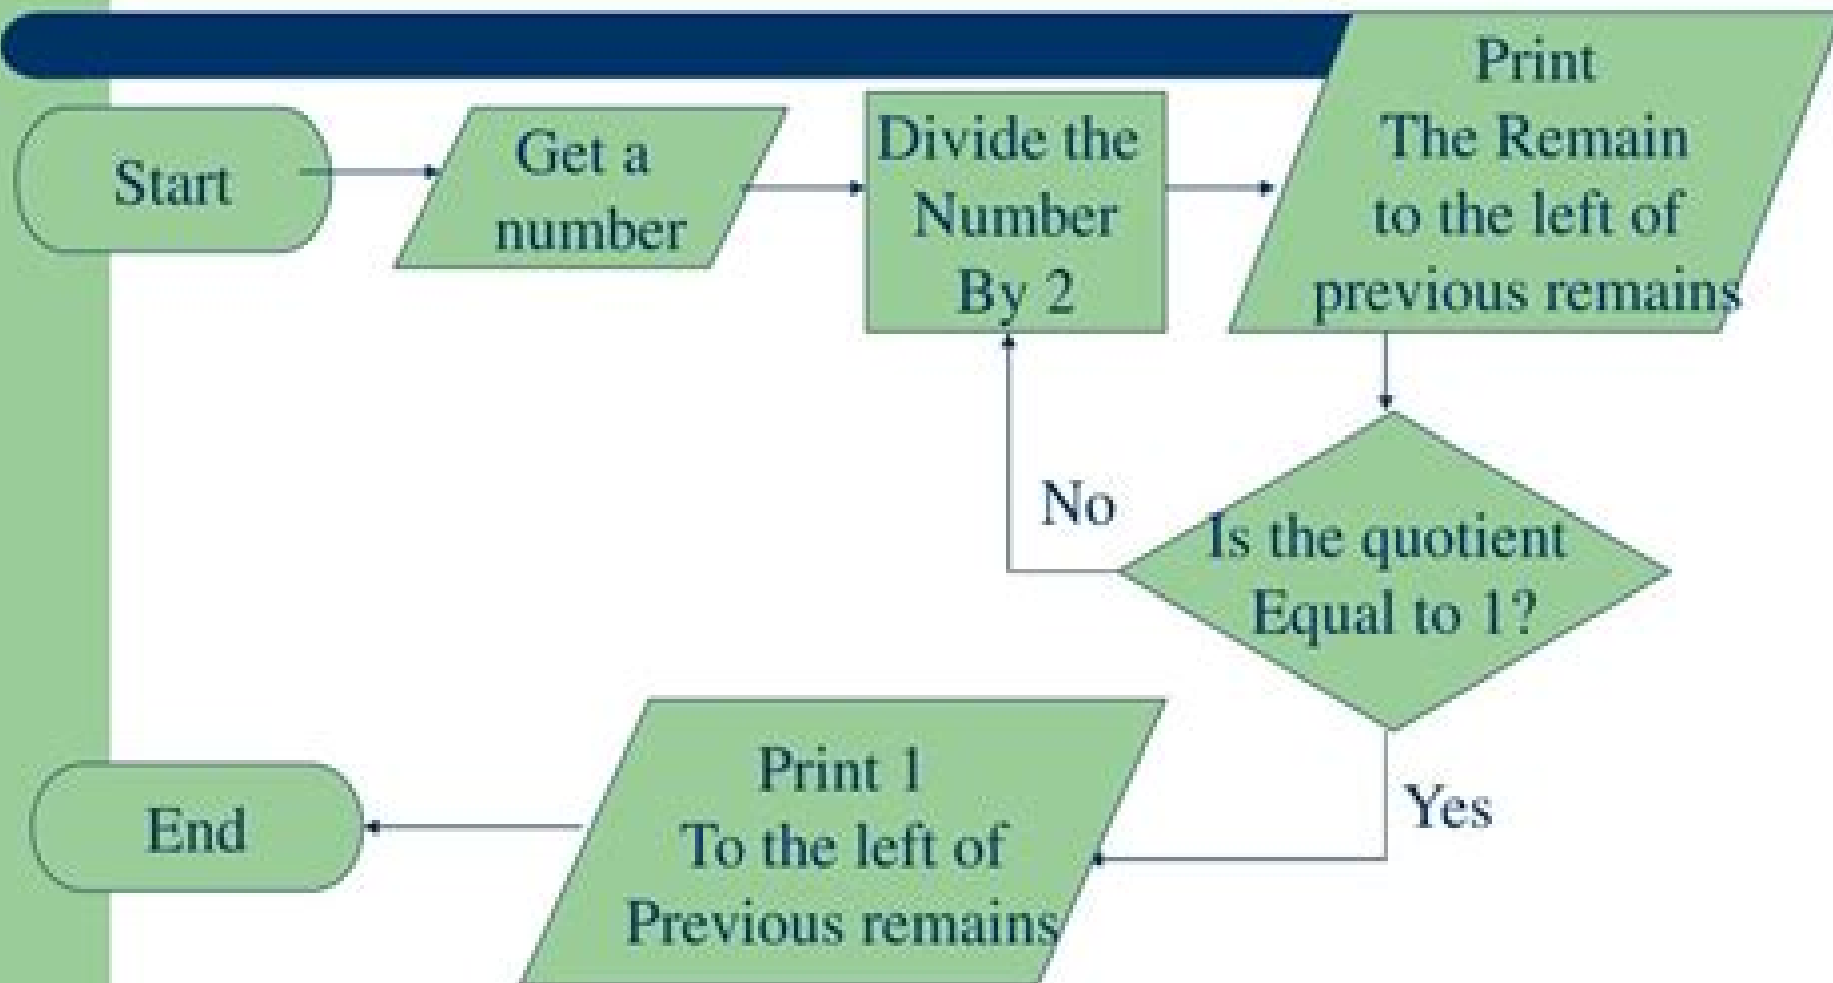 Start
Get a
number
Divide the
Number
By 2
Print
The Remain
to the left of
previous remains
Is the quotient
Equal to 1?
No
Yes
Print 1
To the left of
Previous remains
End